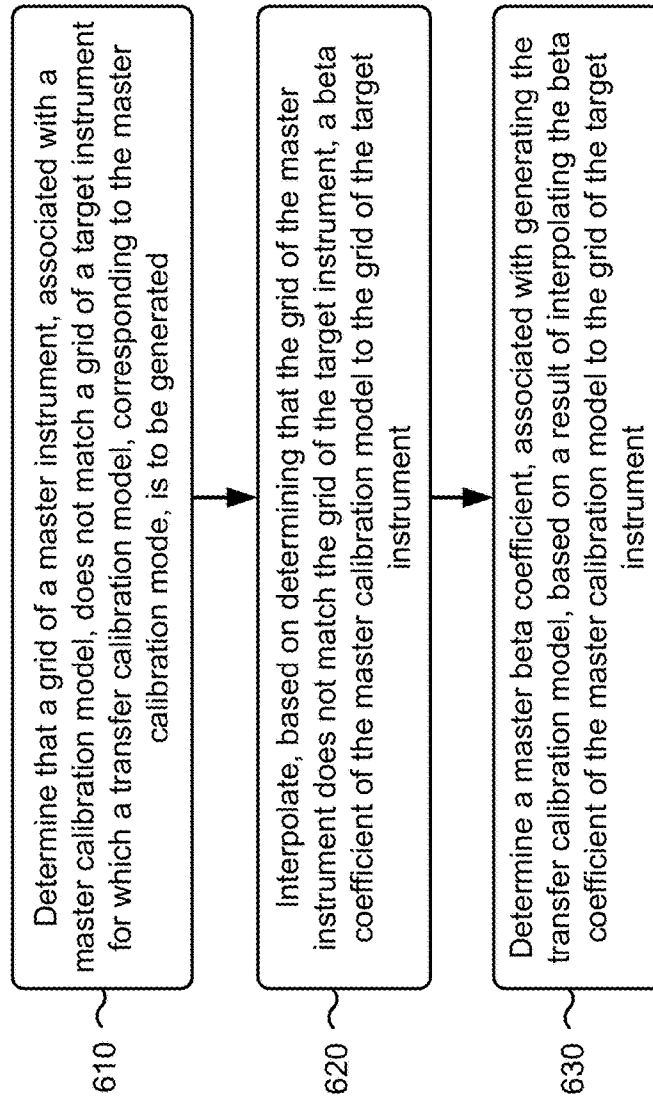 610
Determine that a grid of a master instrument, associated with a
master calibration model, does not match a grid of a target instrument
for which a transfer calibration model, corresponding to the master
calibration mode, is to be generated
620
Interpolate, based on determining that the grid of the master
instrument does not match the grid of the target instrument, a beta
coefficient of the master calibration model to the grid of the target
instrument
630
Determine a master beta coefficient, associated with generating the
transfer calibration model, based on a result of interpolating the beta
coefficient of the master calibration model to the grid of the target
instrument